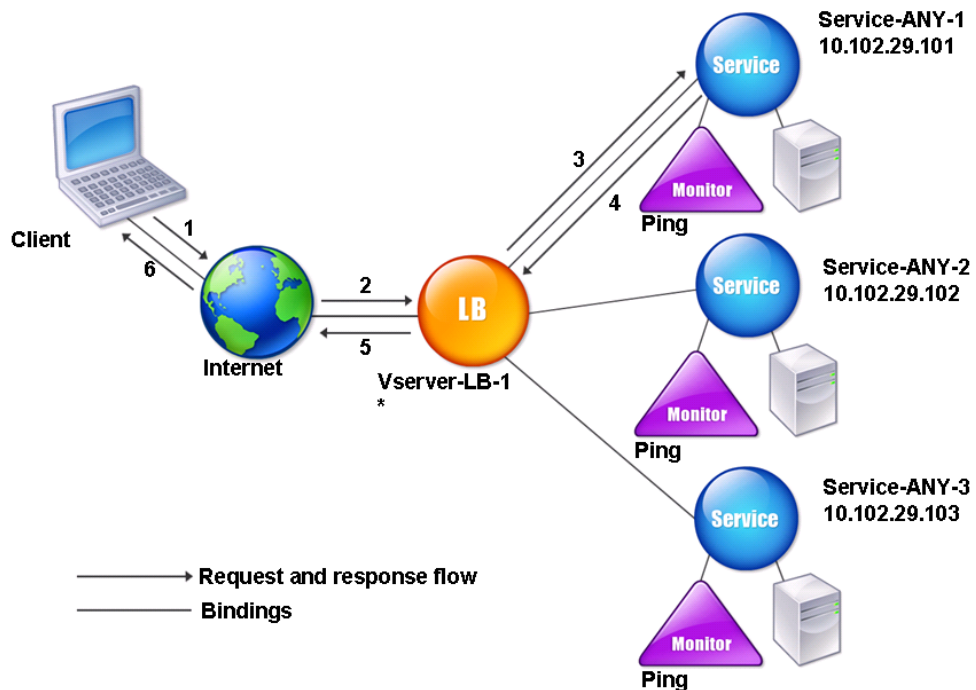 Service-ANY-1
10.102.29.101
Service
3
4
Monitor
Ping
Client
1
6
Internet
2
5
LB
Vserver-LB-1
*
Service-ANY-2
10.102.29.102
Service
Monitor
Ping
Service-ANY-3
10.102.29.103
Service
Monitor
Ping
Request and response flow
Bindings